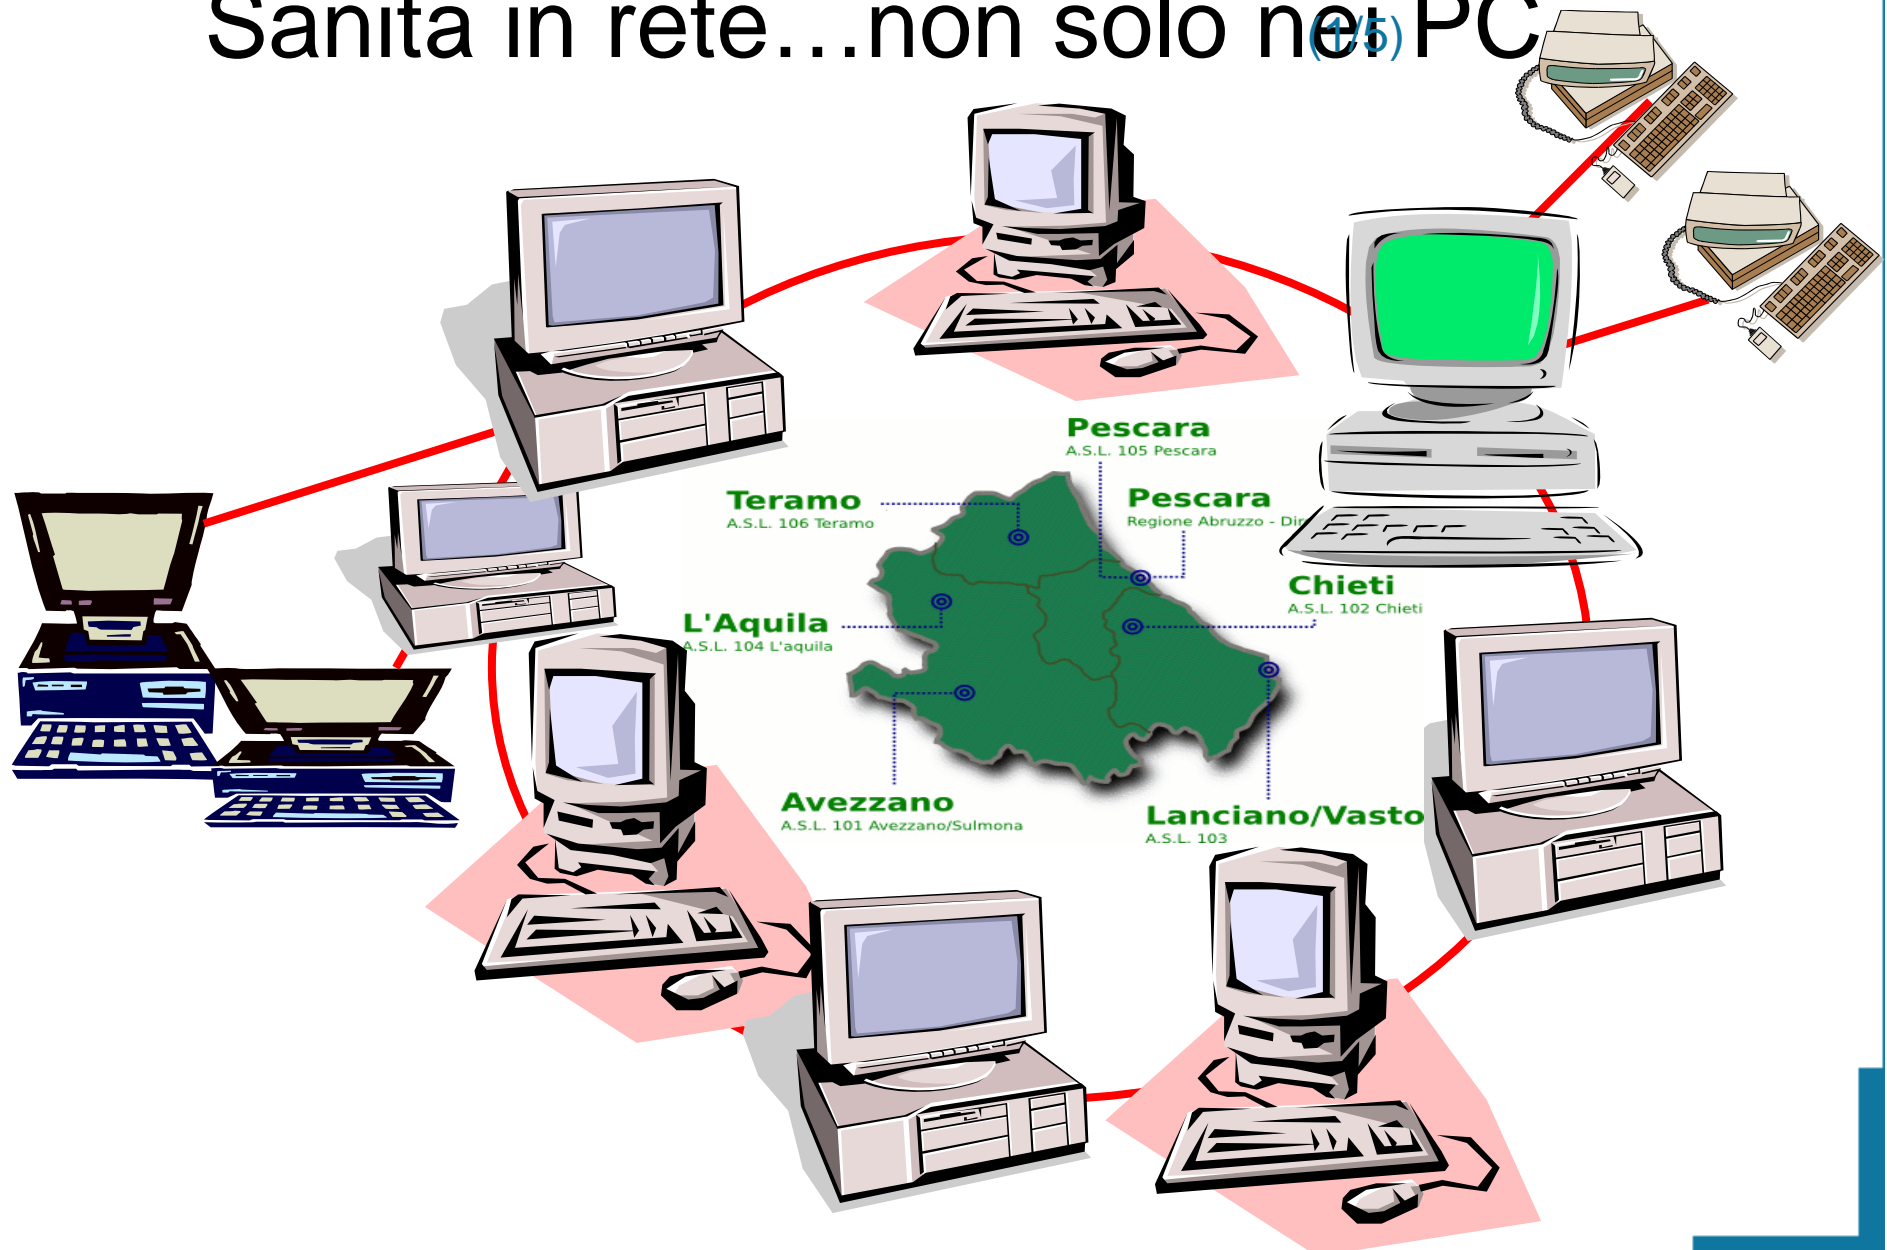 Sanità in rete…non solo nei PC
(1/5)
Pescara
A.S.L. 105 Pescara
Teramo
A.S.L. 106 Teramo
Pescara
Regione Abruzzo - Dir
Chieti
A.S.L. 102 Chieti
L'Aquila
A.S.L. 104 L'aquila
Avezzano
A.S.L. 101 Avezzano/Sulmona
Lanciano/Vasto
A.S.L. 103